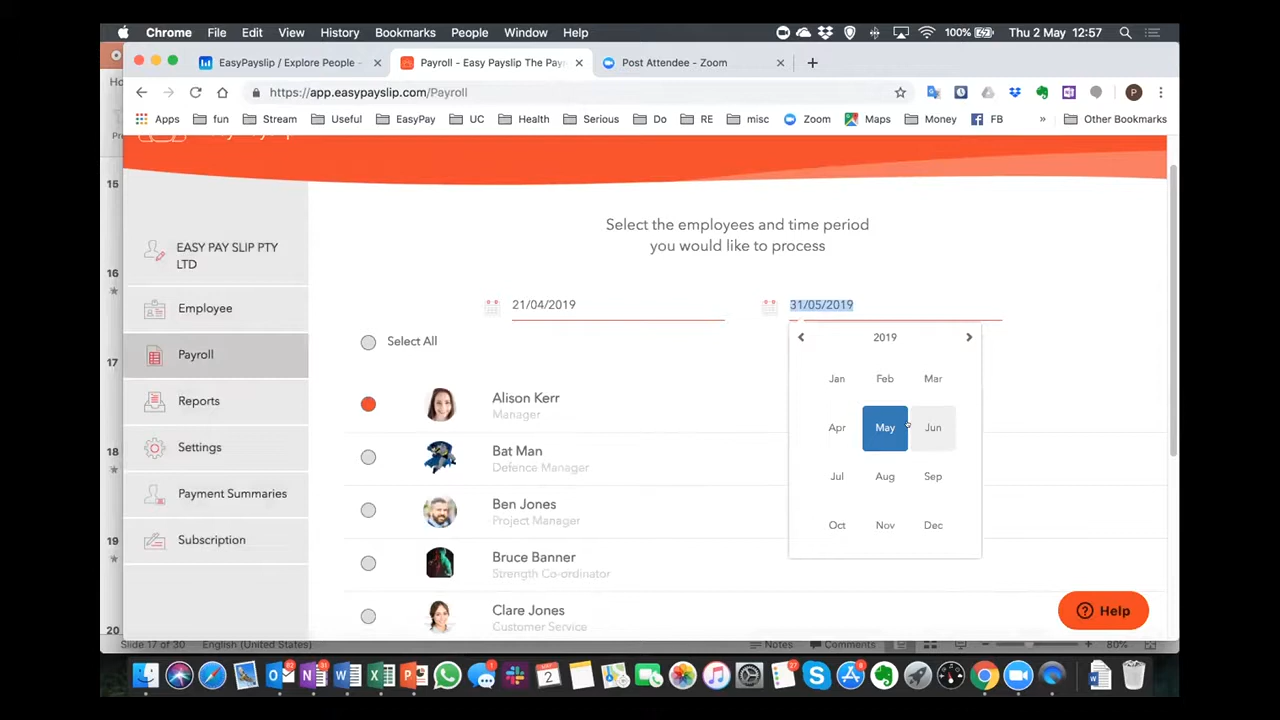 Chrome File Edit View History Bookmarks People Window Help 100% Thu 2 May 12:57
EasyPayslip / Explore People - Payroll - Easy Payslip The Pay Post Attendee - Zoom
https://app.easypayslip.com/Payroll
Apps fun Stream Useful EasyPay UC Health Serious Do RE misc Zoom Maps Money FB » Other Bookmarks
15
16
17
18
19
20
EASY PAY SLIP PTY
LTD
Employee
Payroll
Reports
Settings
Payment Summaries
Subscription
Select the employees and time period
you would like to process
21/04/2019 31/05/2019
Select All
Alison Kerr
Manager
Bat Man
Defence Manager
Ben Jones
Project Manager
Bruce Banner
Strength Co-ordinator
Clare Jones
Customer Service
2019
Jan Feb Mar
Apr May Jun
Jul Aug Sep
Oct Nov Dec
Help
Slide 17 of 30 English (United States) Notes Comments 80%